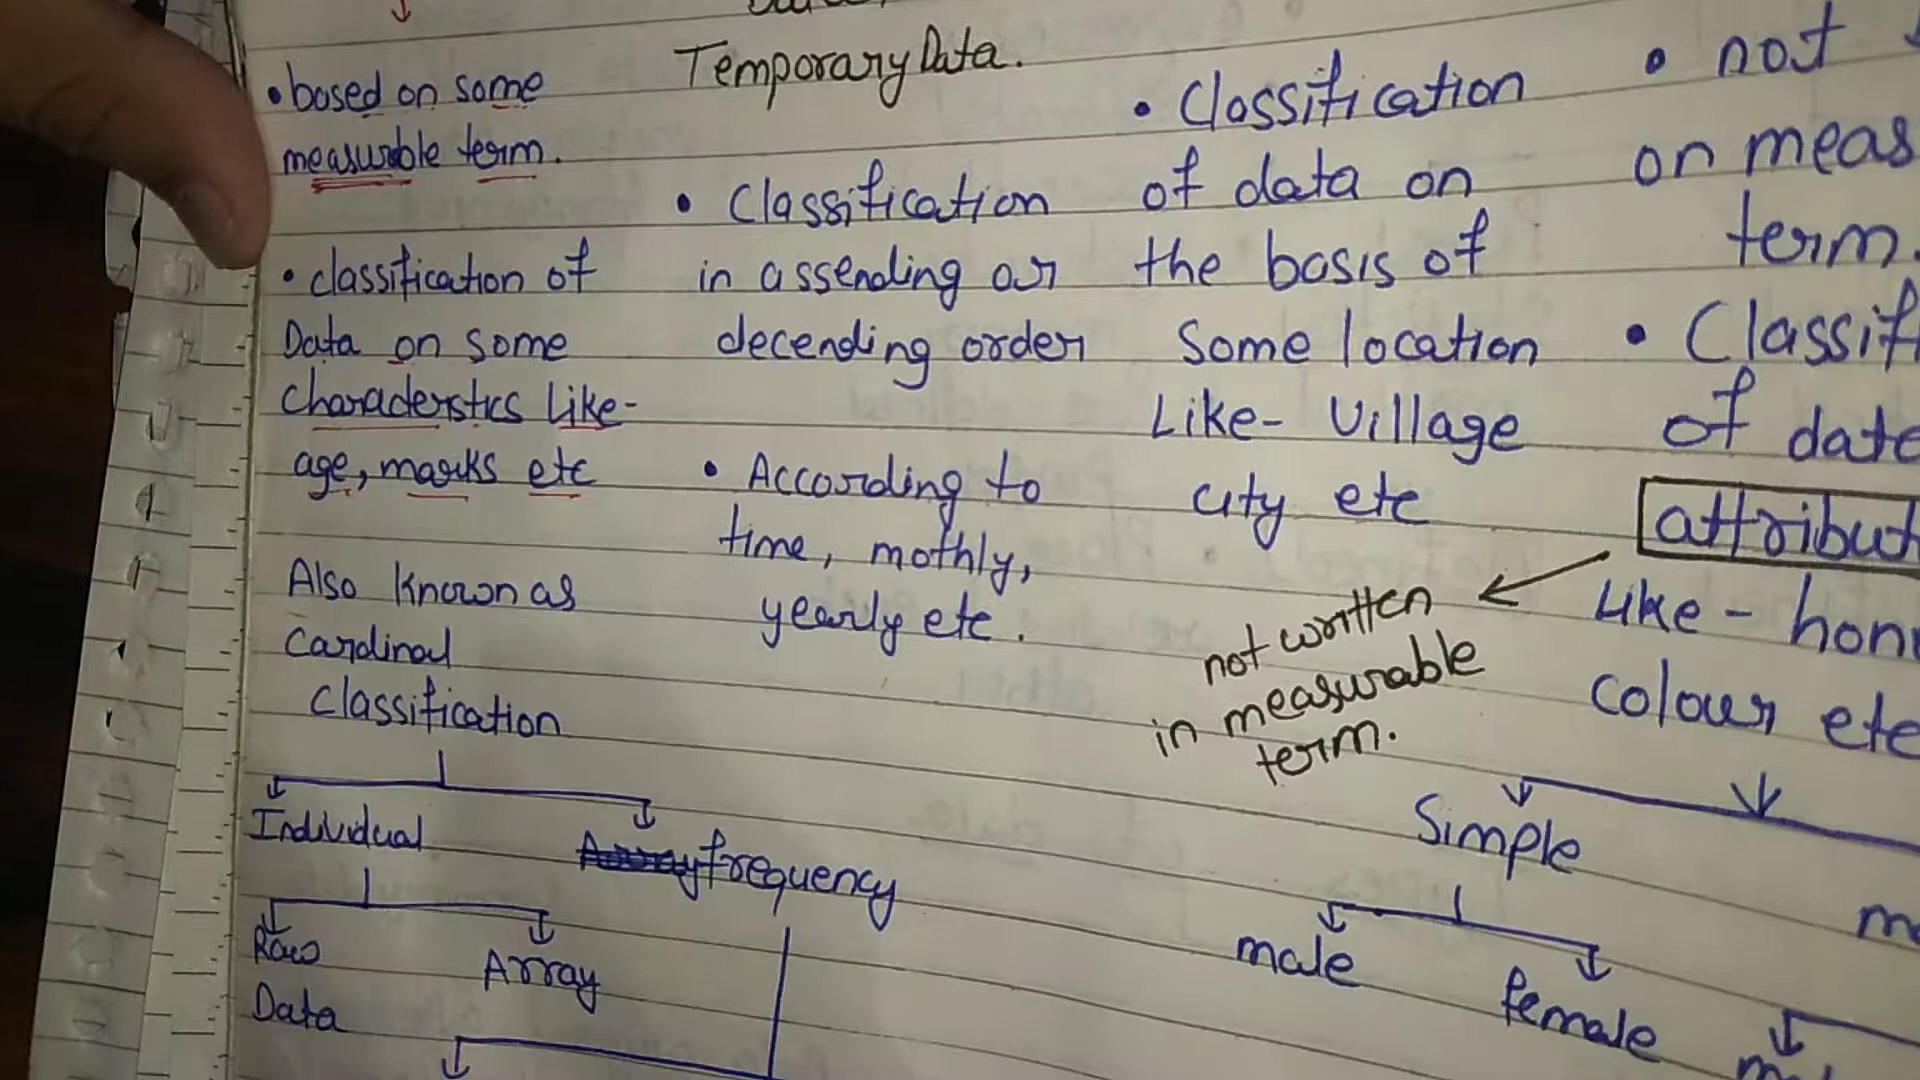 Temporary Data.
• based on some
measurable term.
• classification of
Data on some
characterstics like-
age, marks etc
Also known as
Cardinal
classification
Individual
frequency
Raw
Data
Array
• Classification
in assending or
decending order
• According to
time, mothly,
yearly etc.
• Classification
of data on
the basis of
Some location
Like- Village
city etc
not written
in measurable
term.
• not
on meas
term.
• Classif
of date
attribut
Like - hon
colour etc
Simple
male
female